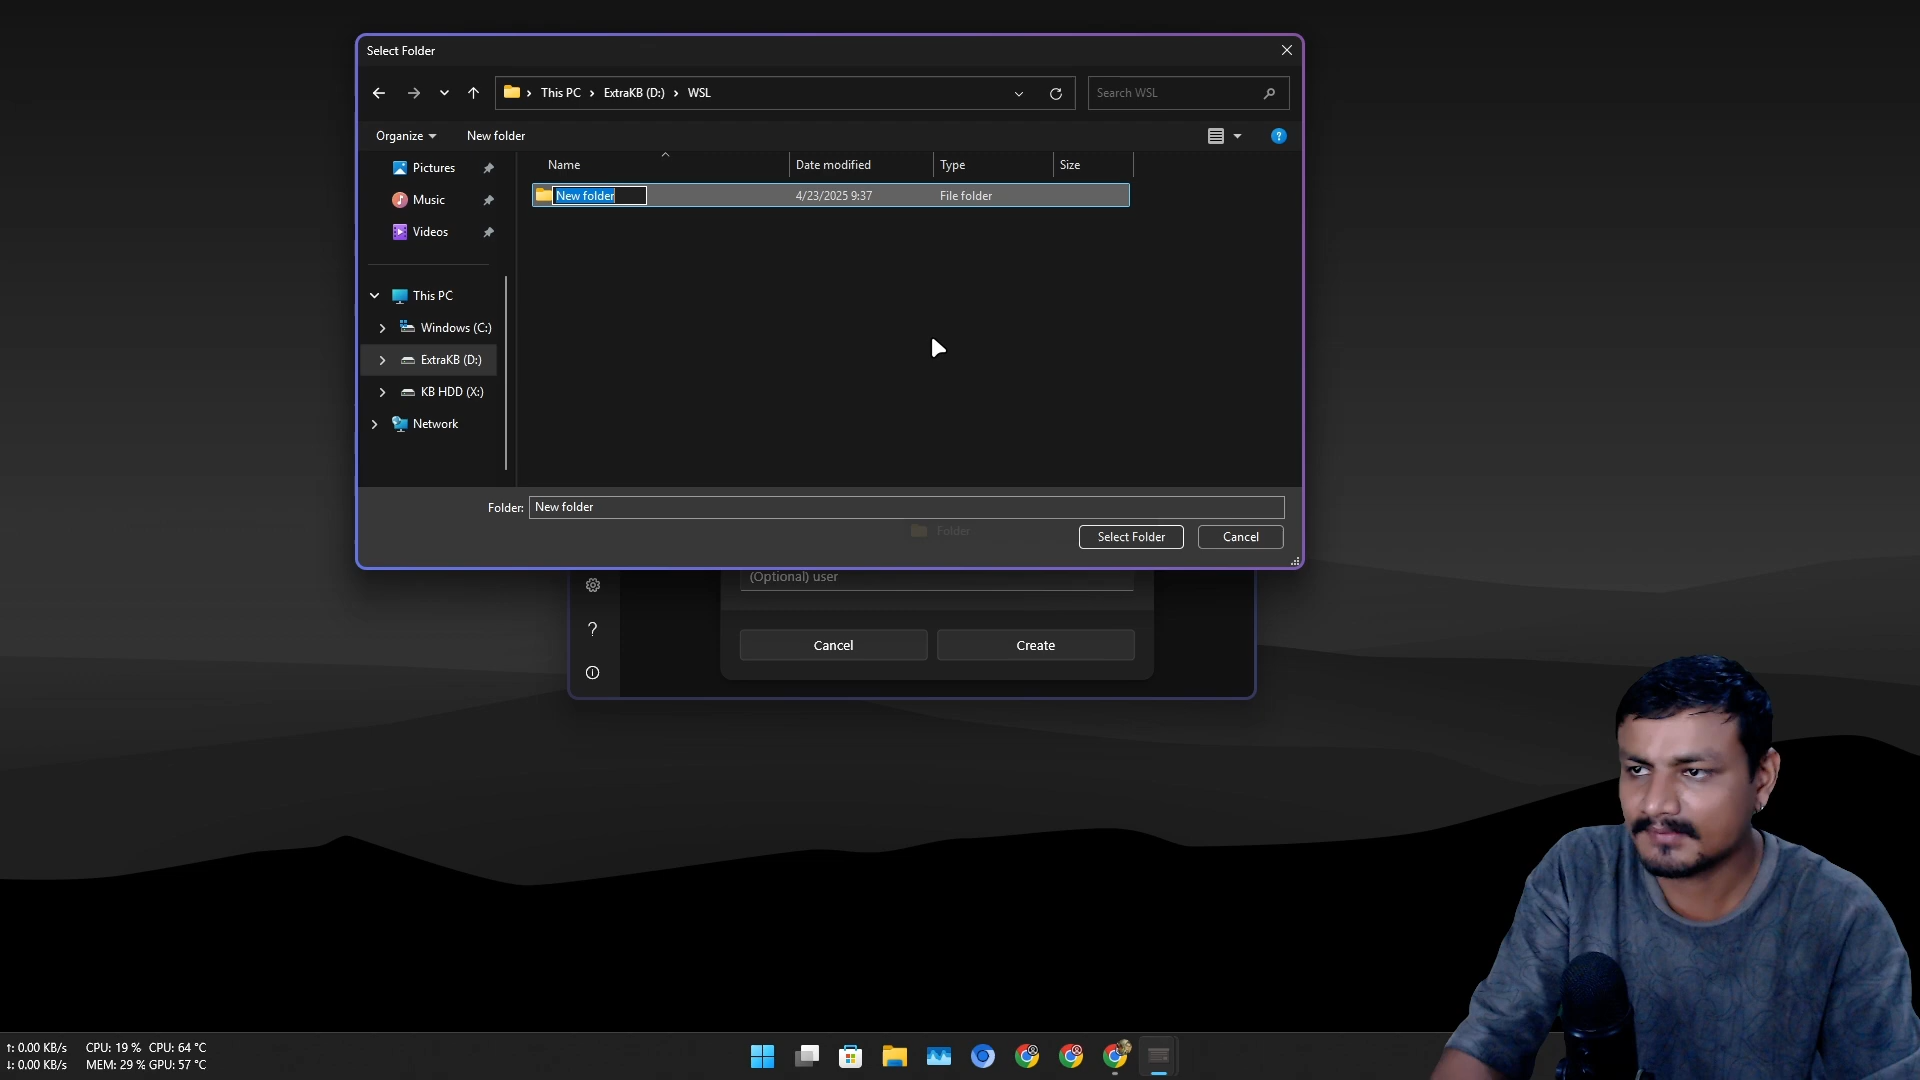 Select Folder
This PC > ExtraKB (D:) > WSL
Search WSL
Organize
New folder
Pictures
Music
Videos
This PC
Windows (C:)
ExtraKB (D:)
KB HDD (X:)
Network
Name
Date modified
Type
Size
New folder
4/23/2025 9:37
File folder
Folder:
New folder
Folder
Select Folder
Cancel
(Optional) user
Cancel
Create
↑: 0.00 KB/s CPU: 19 % CPU: 64 °C
↓: 0.00 KB/s MEM: 29 % GPU: 57 °C